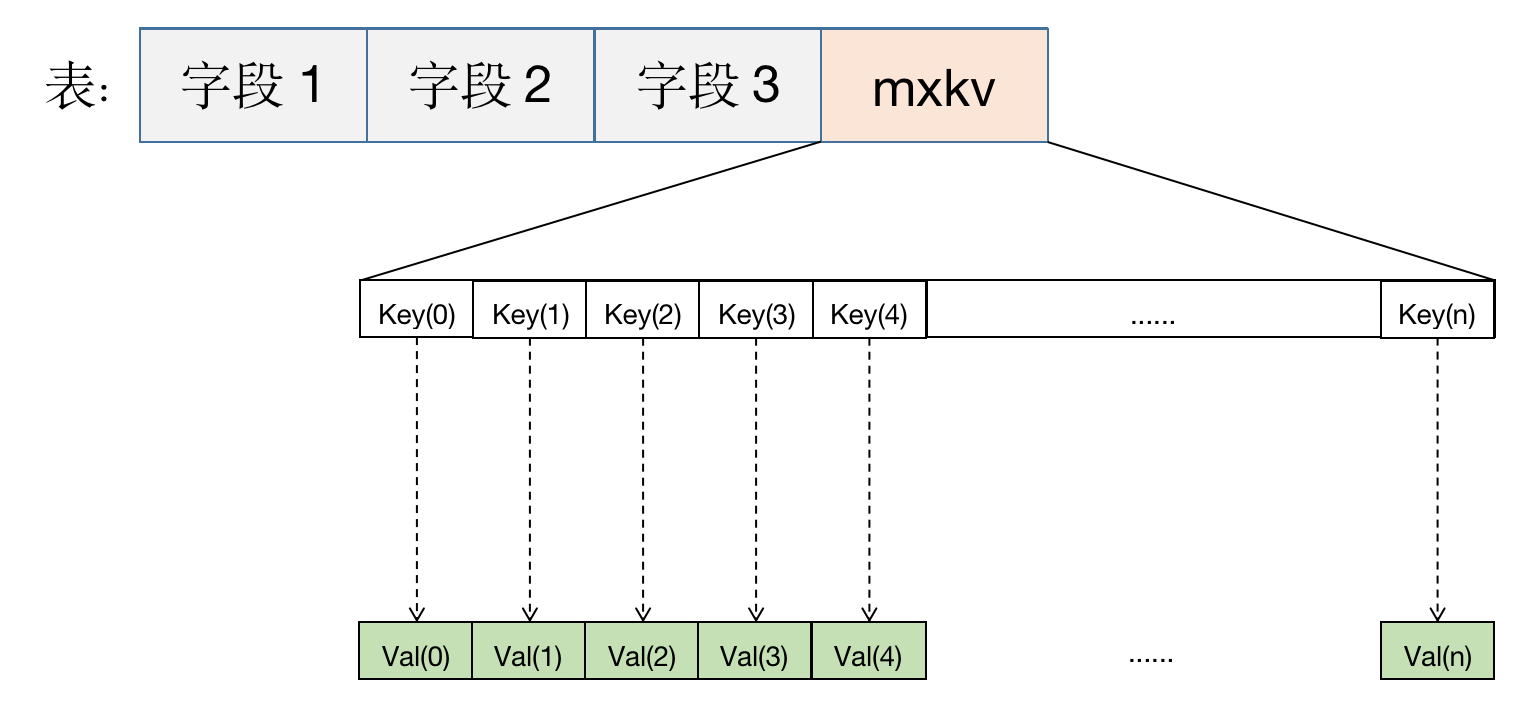 表: 字段 1 字段 2 字段 3 mxkv
Key(0) Key(1) Key(2) Key(3) Key(4) ...... Key(n)
Val(0) Val(1) Val(2) Val(3) Val(4) ...... Val(n)